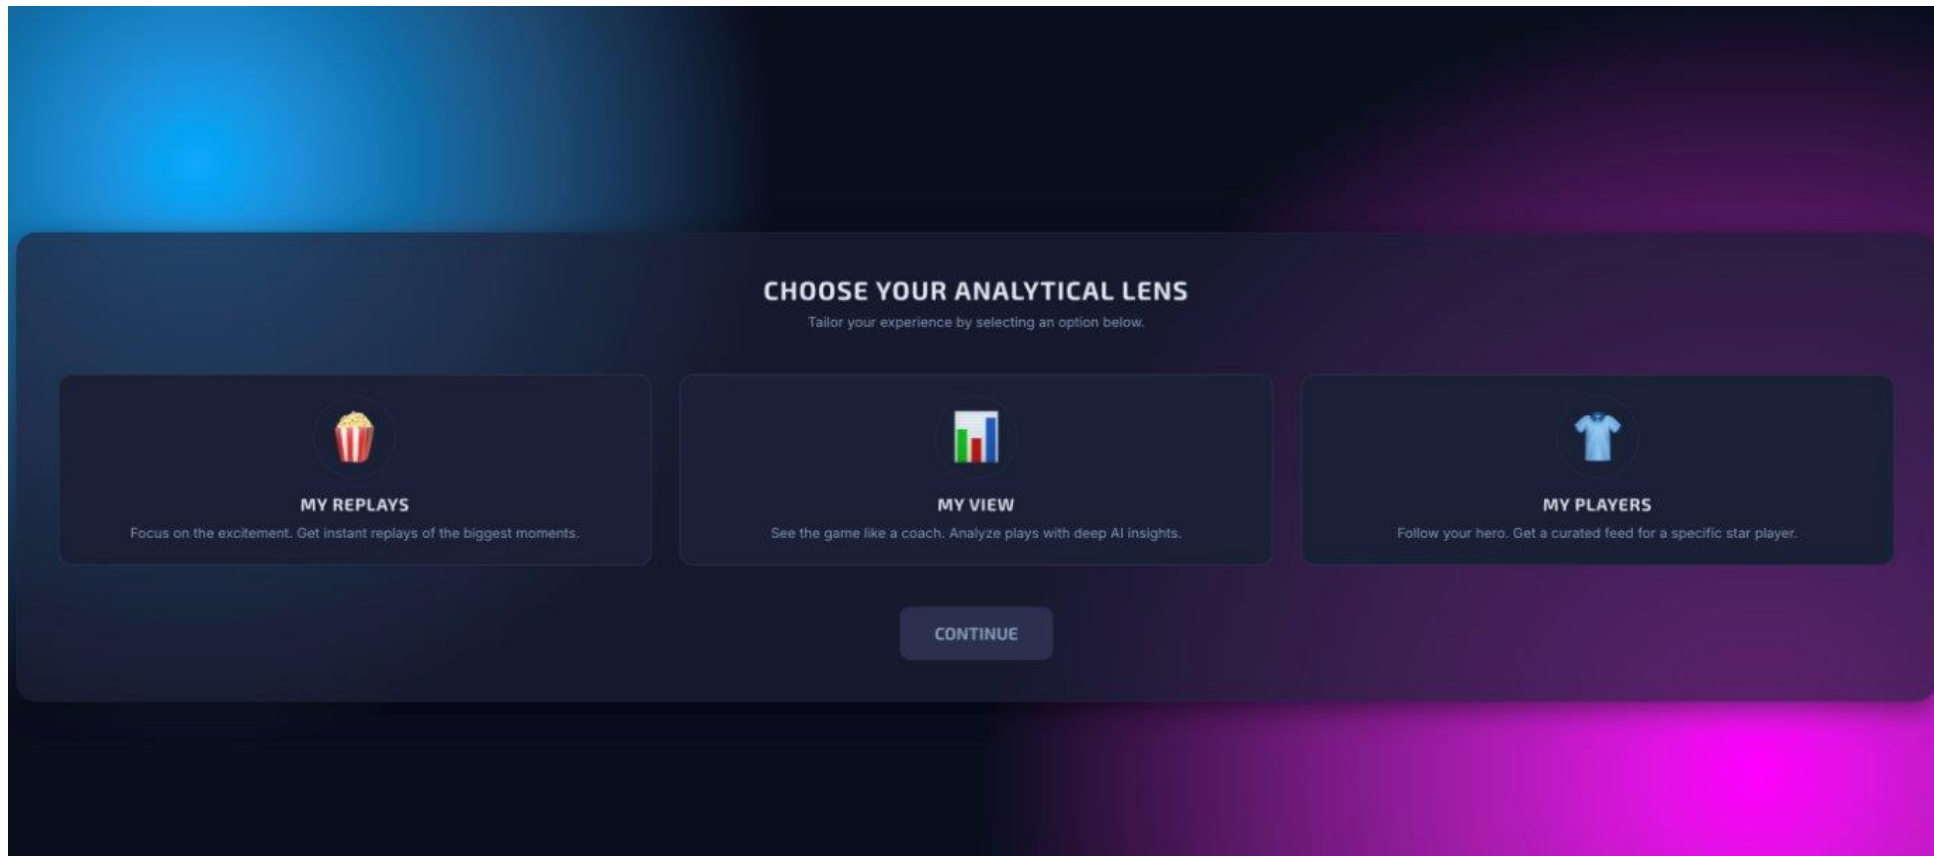 CHOOSE YOUR ANALYTICAL LENS
Tailor your experience by selecting an option below.
MY REPLAYS
Focus on the excitement. Get instant replays of the biggest moments.
MY VIEW
See the game like a coach. Analyze plays with deep AI insights.
MY PLAYERS
Follow your hero. Get a curated feed for a specific star player.
CONTINUE